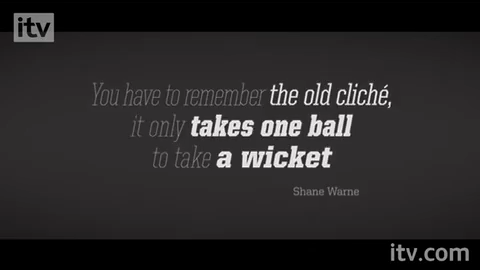 itv
You have to remember the old cliché,
it only takes one ball
to take a wicket
Shane Warne
itv.com